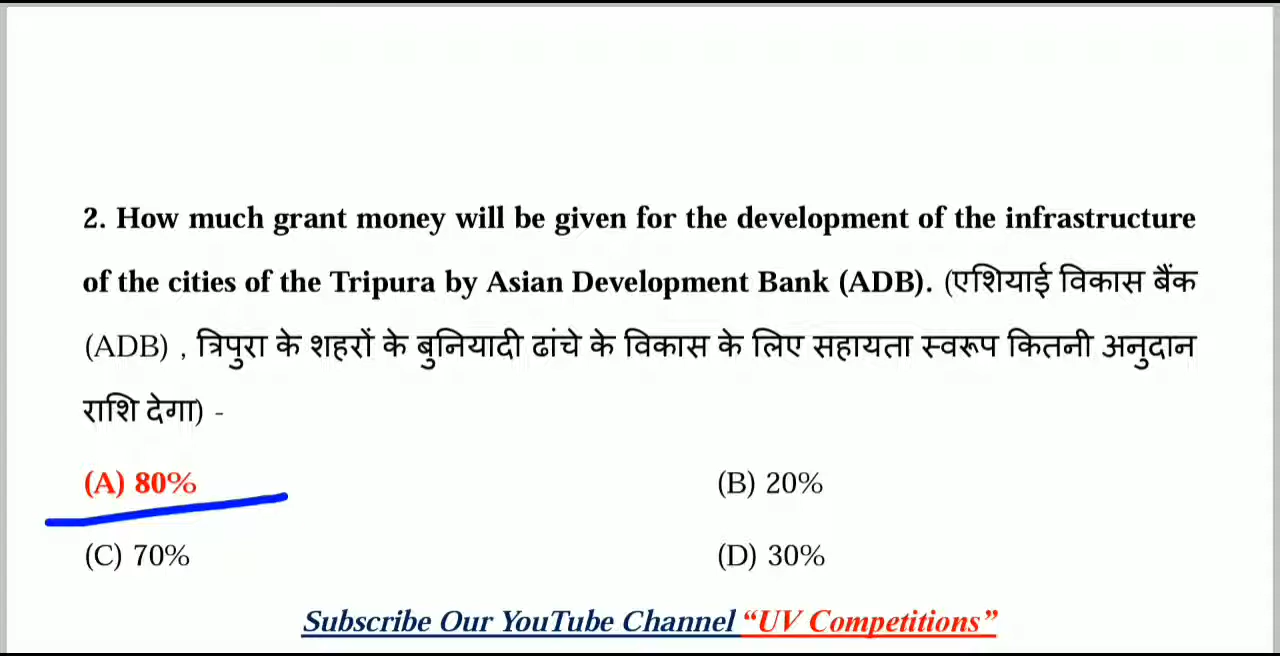 2. How much grant money will be given for the development of the infrastructure
of the cities of the Tripura by Asian Development Bank (ADB). (एशियाई विकास बैंक
(ADB) , त्रिपुरा के शहरों के बुनियादी ढांचे के विकास के लिए सहायता स्वरूप कितनी अनुदान
राशि देगा) -
(A) 80%
(B) 20%
(C) 70%
(D) 30%
Subscribe Our YouTube Channel “UV Competitions”